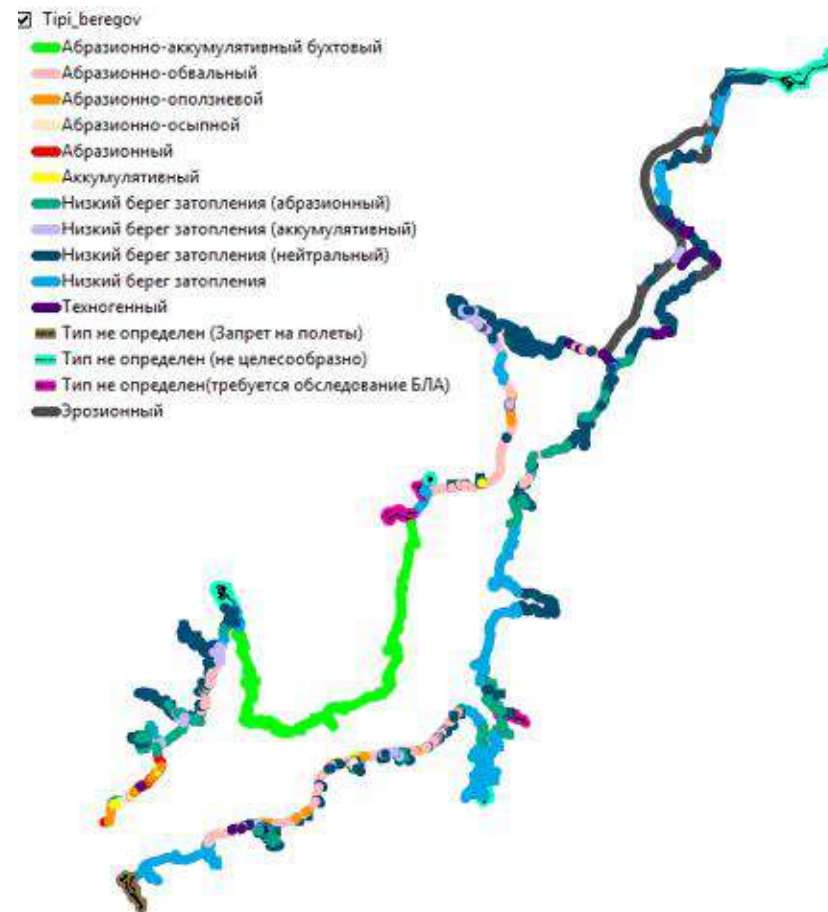 Tipi_beregov
Абразионно-аккумулятивный бухтовый
Абразионно-обвальный
Абразионно-оползневой
Абразионно-осыпной
Абразионный
Аккумулятивный
Низкий берег затопления (абразионный)
Низкий берег затопления (аккумулятивный)
Низкий берег затопления (нейтральный)
Низкий берег затопления
Техногенный
Тип не определен (Запрет на полеты)
Тип не определен (не целесообразно)
Тип не определен(требуется обследование БЛА)
Эрозионный